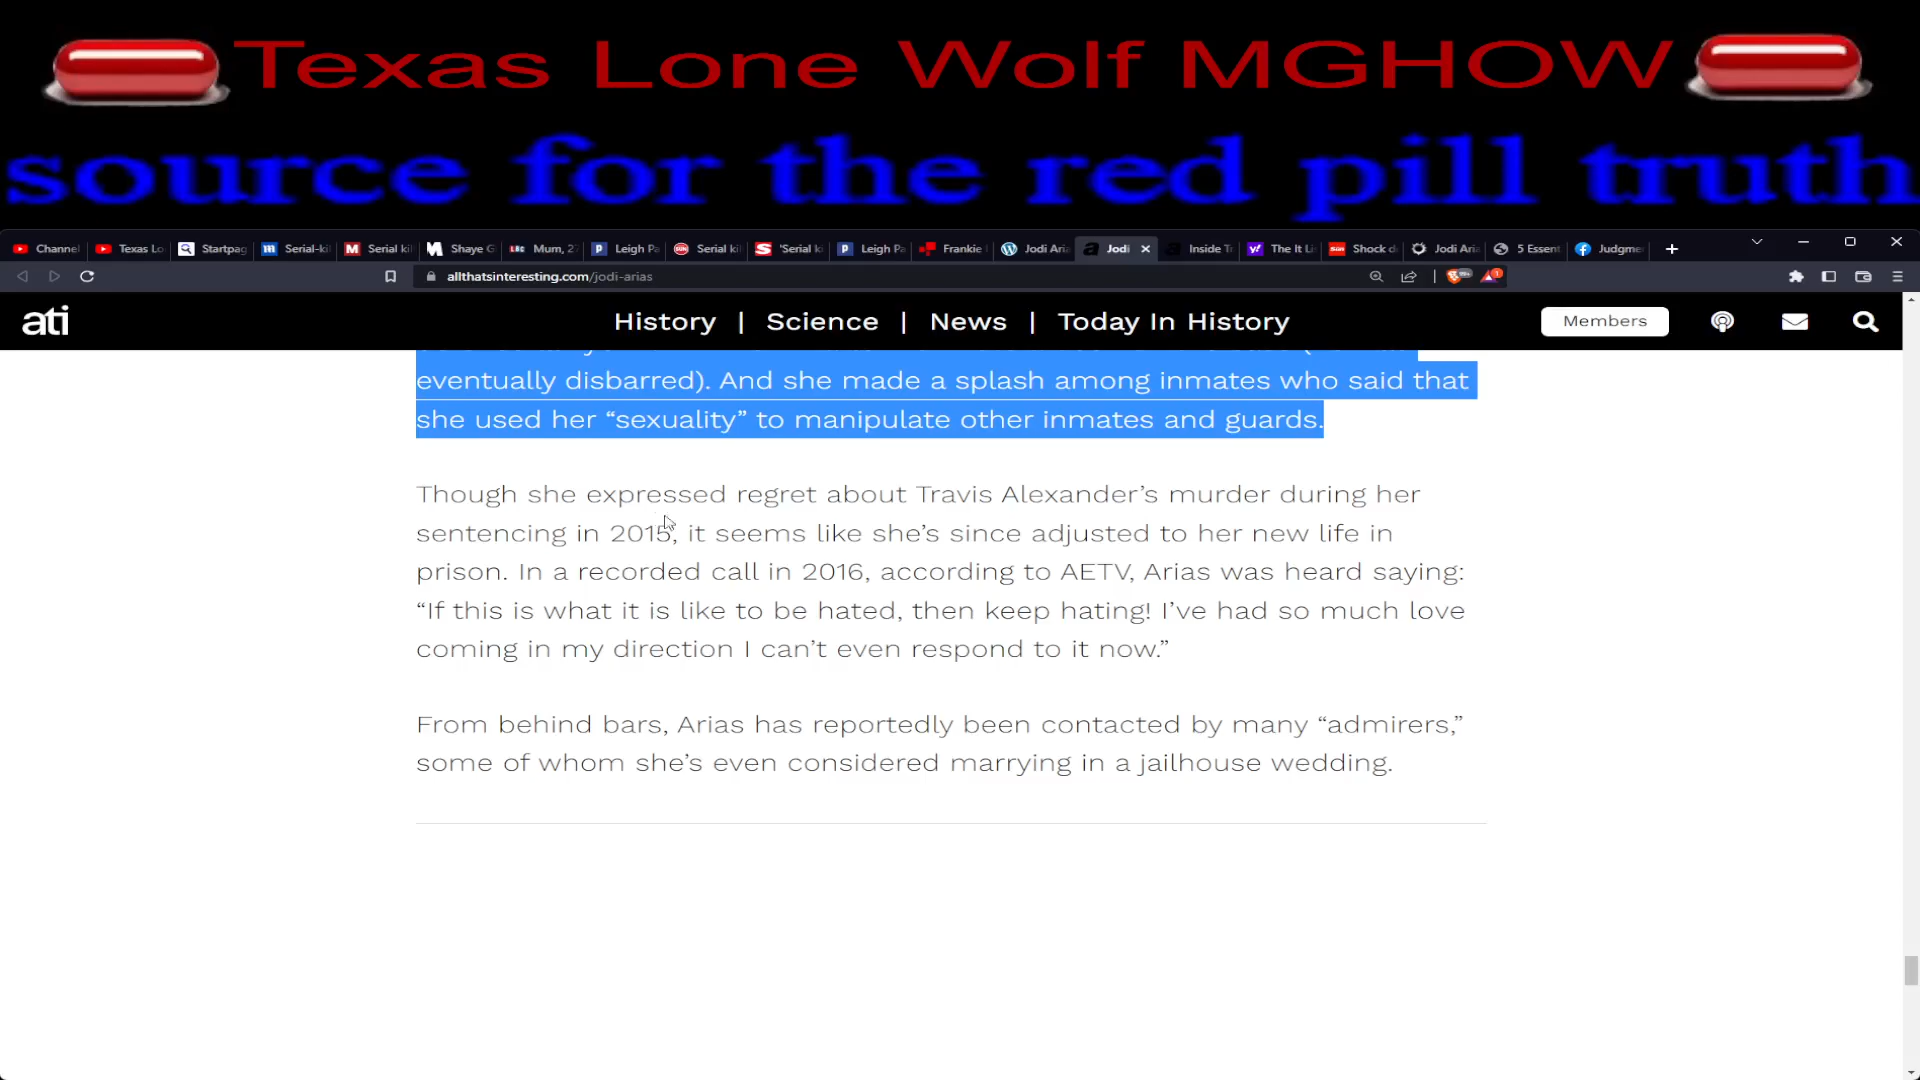 Texas Lone Wolf MGHOW
source for the red pill truth
Channel
Texas Lo
Startpag
Serial-kil
Serial kil
Shaye G
Mum, 2
Leigh Pa
Serial kil
'Serial ki
Leigh Pa
Frankie
Jodi Aria
Jodi
Inside Tr
The It Li
Shock d
Jodi Aria
5 Essent
Judgme
allthatsinteresting.com/jodi-arias
ati
History | Science | News | Today In History
Members
eventually disbarred). And she made a splash among inmates who said that
she used her “sexuality” to manipulate other inmates and guards.
Though she expressed regret about Travis Alexander’s murder during her
sentencing in 2015, it seems like she’s since adjusted to her new life in
prison. In a recorded call in 2016, according to AETV, Arias was heard saying:
“If this is what it is like to be hated, then keep hating! I’ve had so much love
coming in my direction I can’t even respond to it now.”
From behind bars, Arias has reportedly been contacted by many “admirers,”
some of whom she’s even considered marrying in a jailhouse wedding.